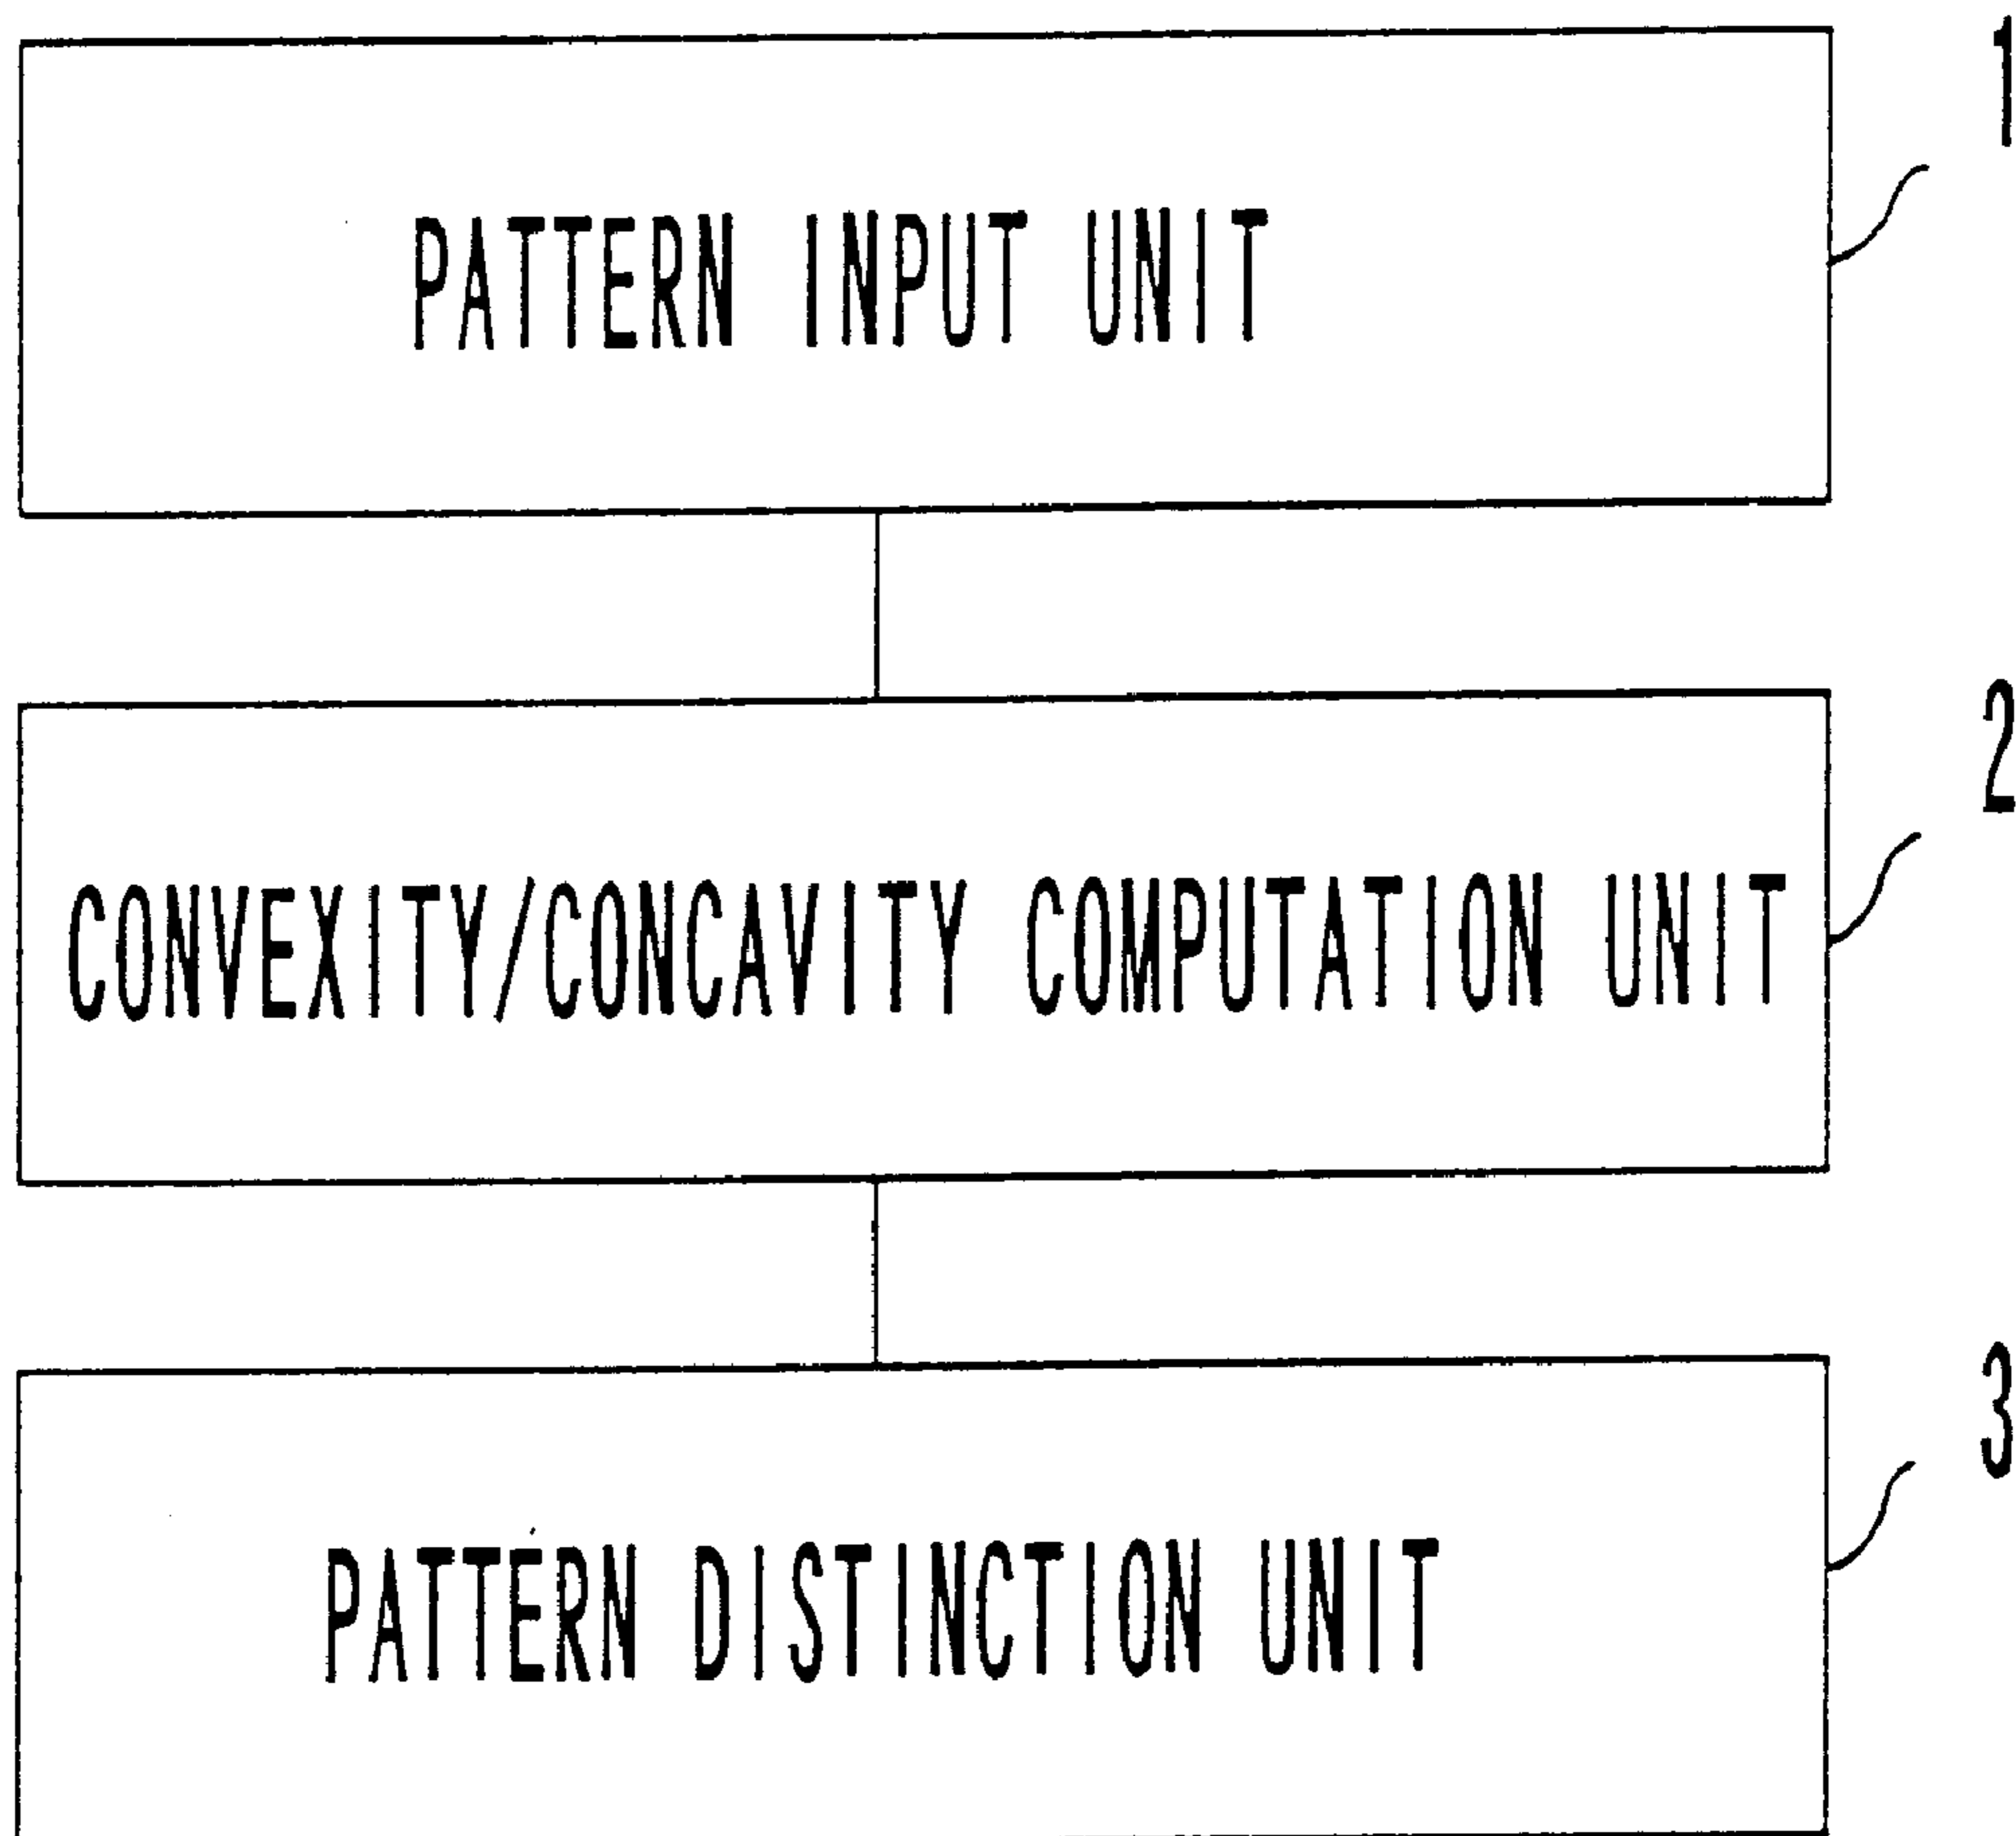 1
PATTERN INPUT UNIT
2
CONVEXITY/CONCAVITY COMPUTATION UNIT
3
PATTERN DISTINCTION UNIT